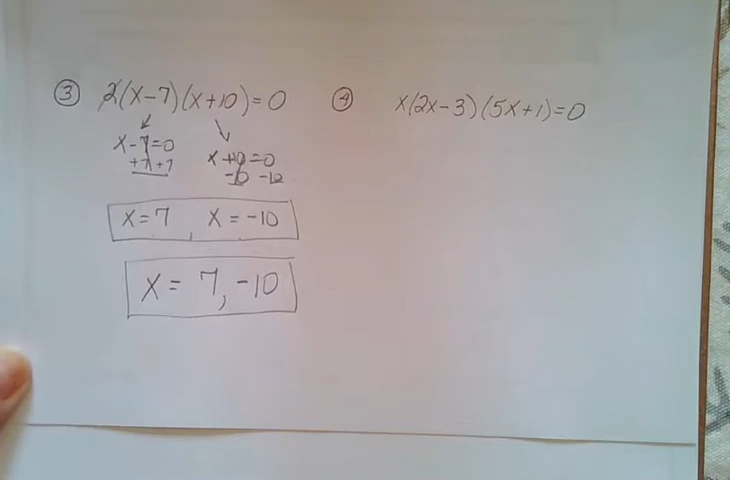 ③ 2(x-7)(x+10)=0
x-7=0
+7 +7
x+10=0
-10 -10
x=7, x=-10
x= 7, -10
④ x(2x-3)(5x+1)=0